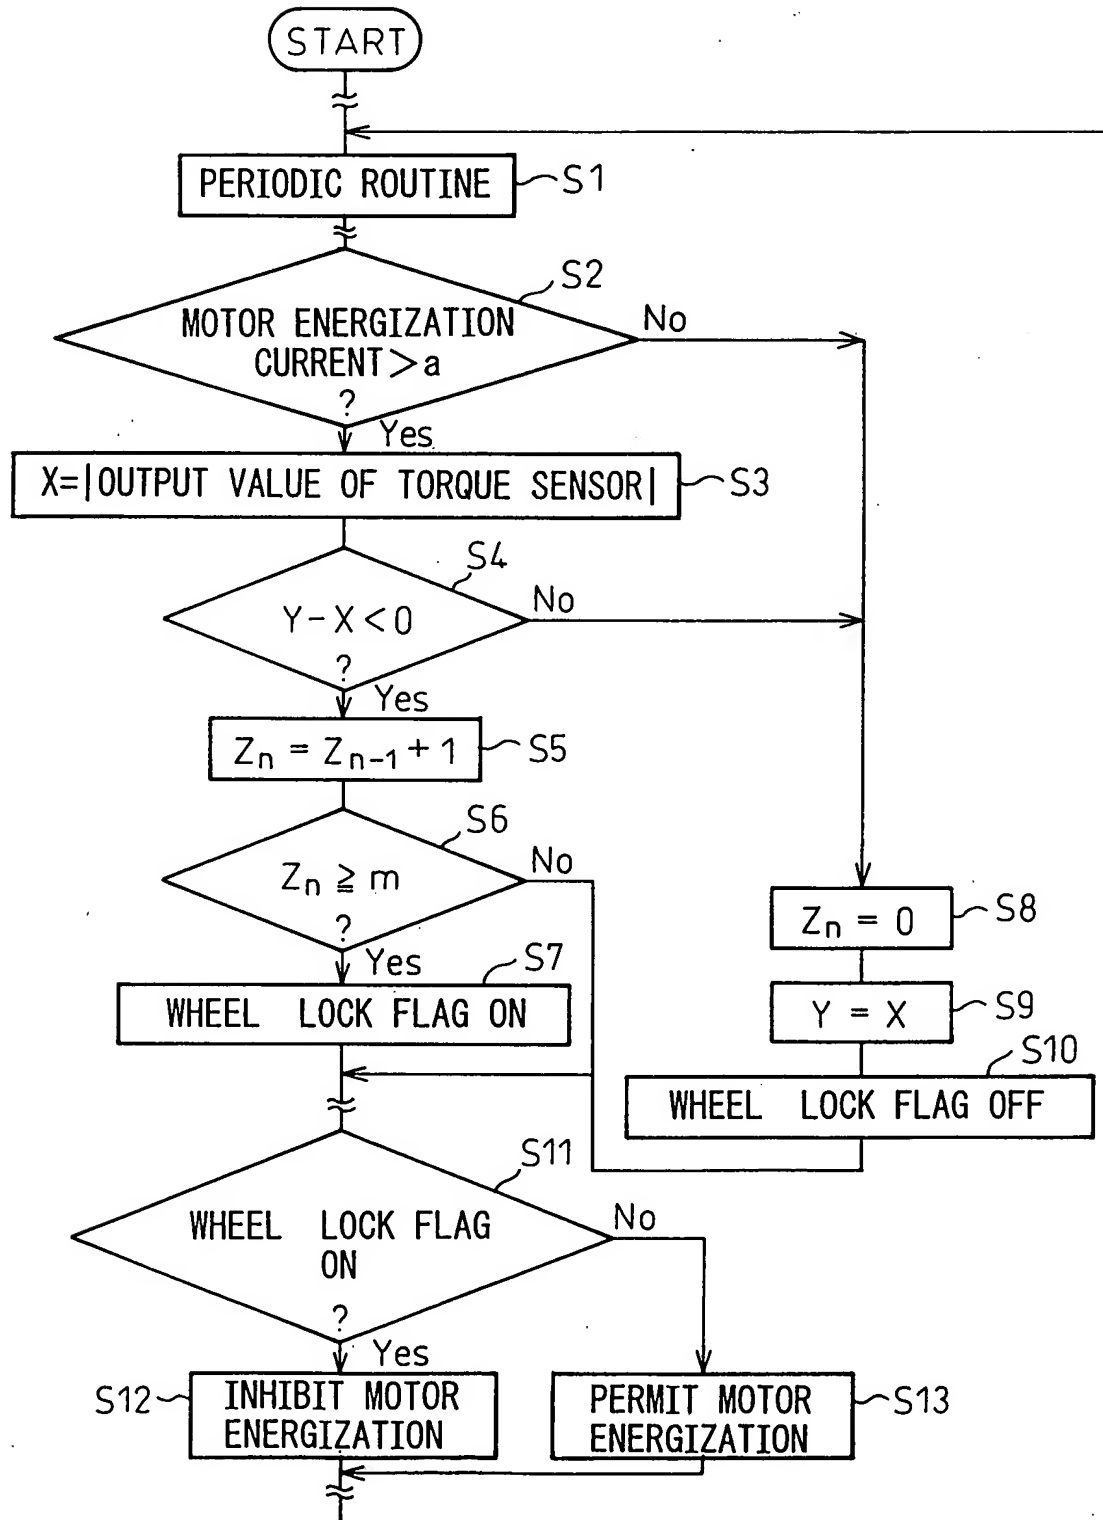 START
PERIODIC ROUTINE
S1
S2
MOTOR ENERGIZATION
CURRENT>a
?
No
Yes
X=|OUTPUT VALUE OF TORQUE SENSOR|
S3
S4
Y-X<0
?
No
Yes
Zn = Zn-1 + 1
S5
S6
Zn ≧ m
?
No
Yes
S7
WHEEL LOCK FLAG ON
Zn = 0
S8
Y = X
S9
S10
WHEEL LOCK FLAG OFF
S11
WHEEL LOCK FLAG
ON
?
No
Yes
S12
INHIBIT MOTOR
ENERGIZATION
PERMIT MOTOR
ENERGIZATION
S13